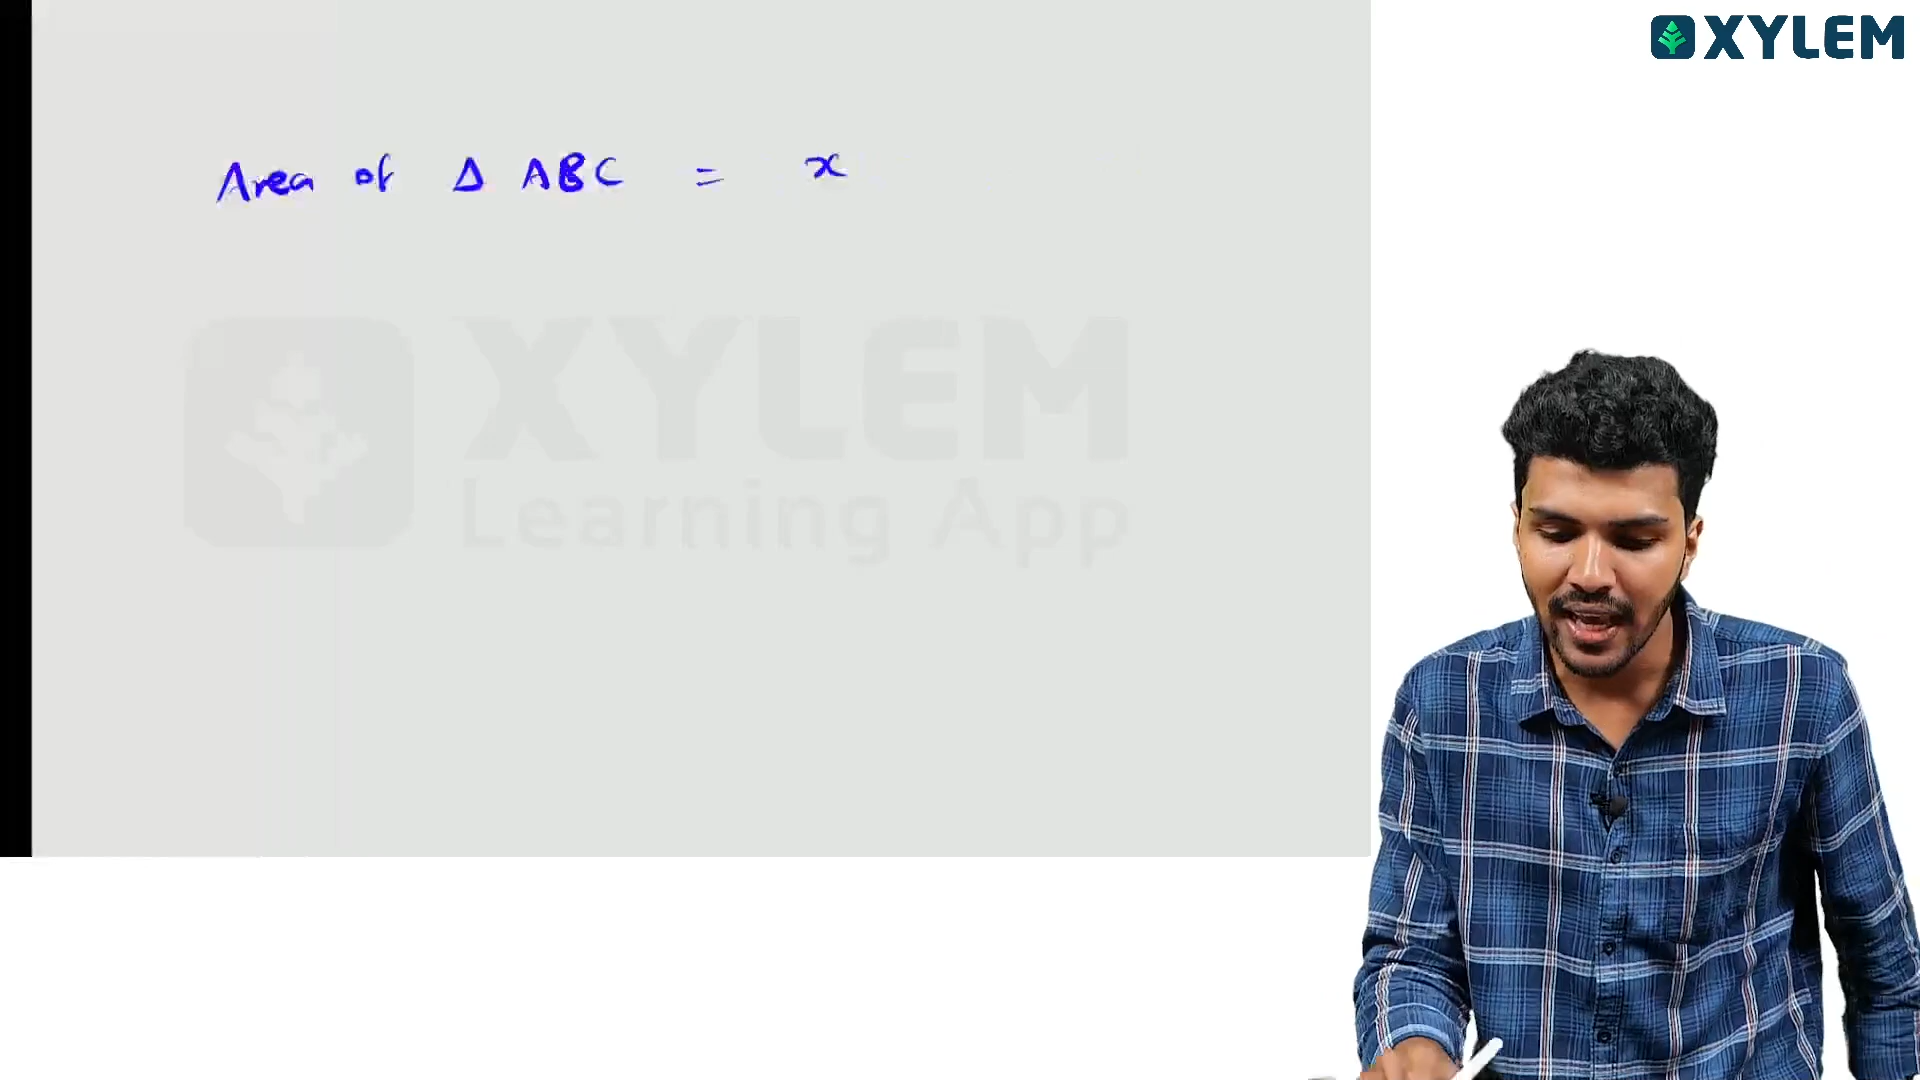 XYLEM
Area of Δ ABC = x
XYLEM
Learning App